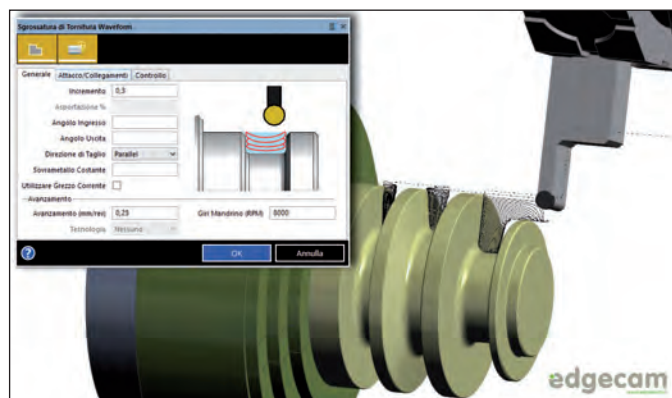 Sgrossatura di Tornitura Waveform
Generale Attacco/Collegamenti Controllo
Incremento 0,3
Asportazione %
Angolo Ingresso
Angolo Uscita
Direzione di Taglio Parallel
Sovrametallo Costante
Utilizzare Grezzo Corrente
Avanzamento
Avanzamento (mm/rev) 0,25 Giri Mandrino (RPM) 8000
Tecnologia Nessuno
OK Annulla
edgecam